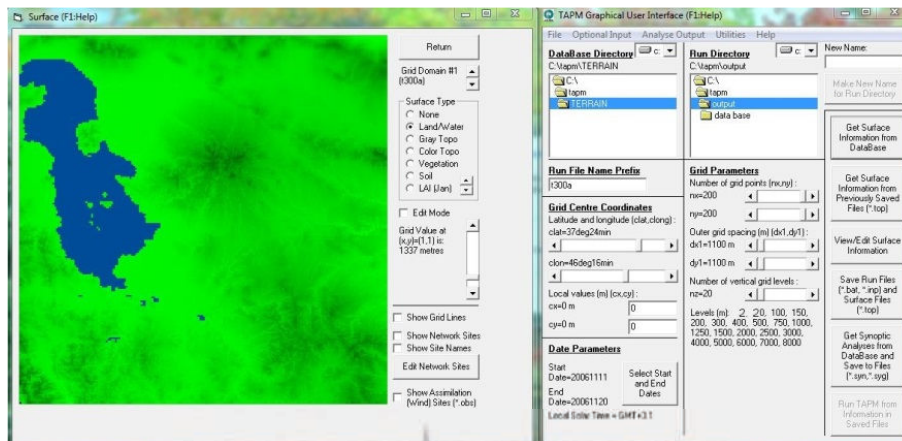 Surface (F1:Help)
Return
Grid Domain #1
(t300a)
Surface Type
None
Land/Water
Gray Topo
Color Topo
Vegetation
Soil
LAI (Jan)
Edit Mode
Grid Value at
(x,y)=(1,1) is:
1337 metres
Show Grid Lines
Show Network Sites
Show Site Names
Edit Network Sites
Show Assimilation
(Wind) Sites (*.obs)
TAPM Graphical User Interface (F1:Help)
File Optional Input Analyse Output Utilities Help
DataBase Directory
c:
C:\tapm\TERRAIN
C:\
tapm
TERRAIN
Run File Name Prefix
t300a
Grid Centre Coordinates
Latitude and longitude (clat,clong) :
clat=37deg24min
clon=46deg16min
Local values (m) (cx,cy) :
cx=0 m
0
cy=0 m
0
Date Parameters
Start
Date=20061111
End
Date=20061120
Select Start
and End
Dates
Local Solar Time = GMT+3.1
Run Directory
c:
C:\tapm\output
C:\
tapm
output
data base
Grid Parameters
Number of grid points (nx,ny) :
nx=200
ny=200
Outer grid spacing (m) (dx1,dy1) :
dx1=1100 m
dy1=1100 m
Number of vertical grid levels :
nz=20
Levels (m): 2, 20, 100, 150,
200, 300, 400, 500, 750, 1000,
1250, 1500, 2000, 2500, 3000,
4000, 5000, 6000, 7000, 8000
New Name:
Make New Name
for Run Directory
Get Surface
Information from
DataBase
Get Surface
Information from
Previously Saved
Files (*.top)
View/Edit Surface
Information
Save Run Files
(*.bat, *.inp) and
Surface Files
(*.top)
Get Synoptic
Analyses from
DataBase and
Save to Files
(*.syn,*.syg)
Run TAPM from
Information in
Saved Files